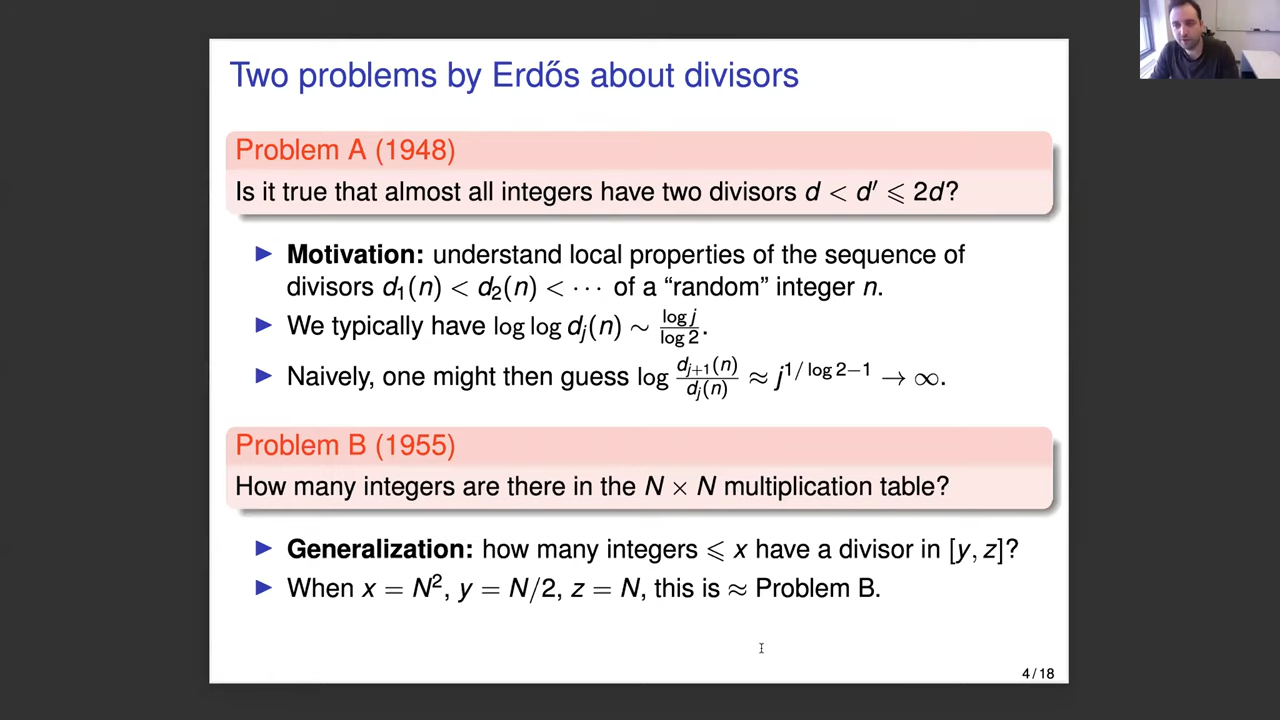 Two problems by Erdős about divisors
Problem A (1948)
Is it true that almost all integers have two divisors d < d′ ⩽ 2d?
▶ Motivation: understand local properties of the sequence of
divisors d₁(n) < d₂(n) < ⋯ of a “random” integer n.
▶ We typically have log log dⱼ(n) ∼ log j / log 2.
▶ Naively, one might then guess log dⱼ₊₁(n) / dⱼ(n) ≈ j^{1/ log 2−1} → ∞.
Problem B (1955)
How many integers are there in the N × N multiplication table?
▶ Generalization: how many integers ⩽ x have a divisor in [y, z]?
▶ When x = N², y = N/2, z = N, this is ≈ Problem B.
4 / 18